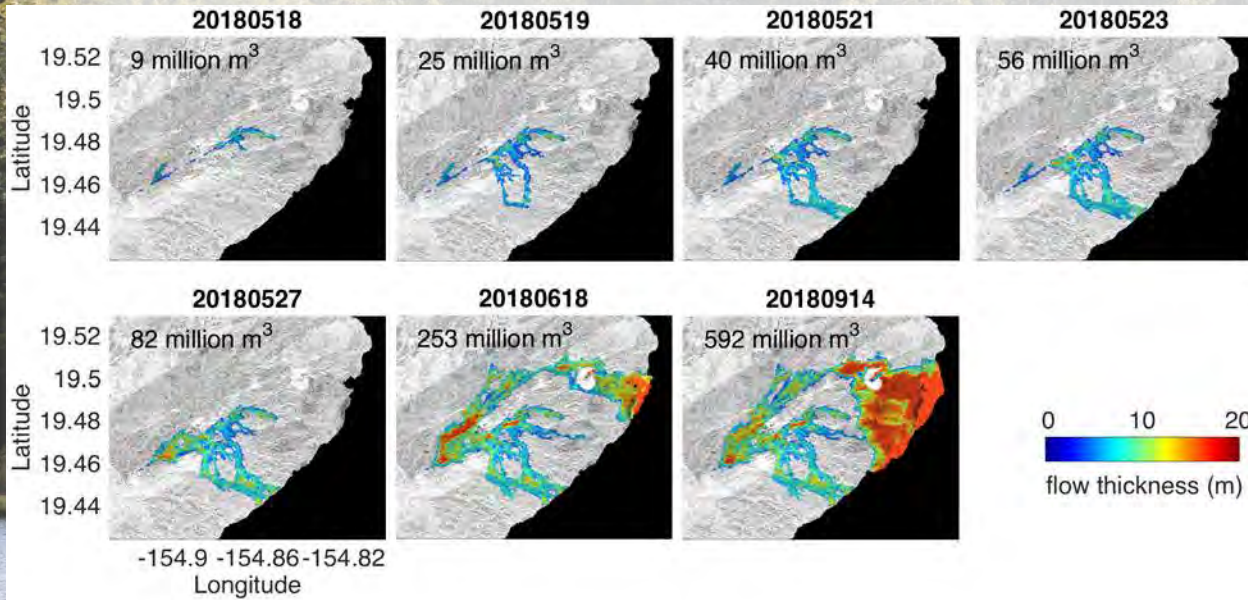 20180518 20180519 20180521 20180523
9 million m³ 25 million m³ 40 million m³ 56 million m³
19.52
19.5
19.48
19.46
19.44
Latitude
20180527 20180618 20180914
82 million m³ 253 million m³ 592 million m³
19.52
19.5
19.48
19.46
19.44
Latitude
-154.9 -154.86 -154.82
Longitude
0 10 20
flow thickness (m)